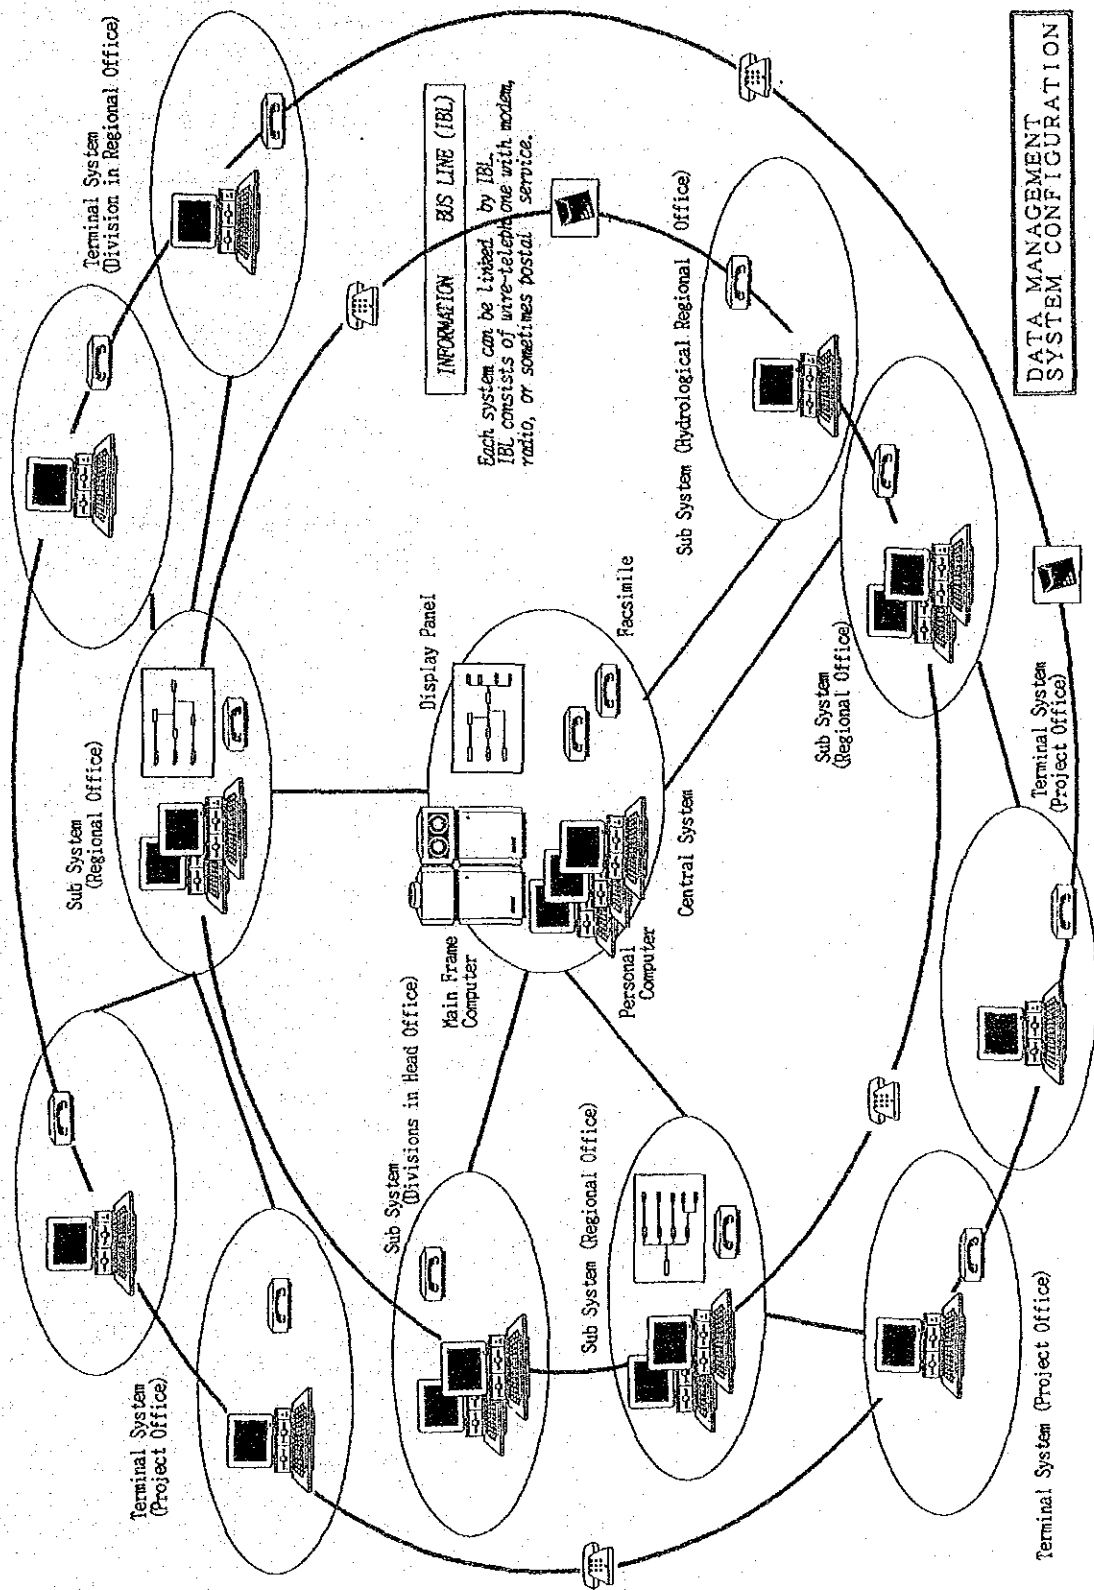 Terminal System
(Division in Regional Office)
Sub System
(Regional Office)
Terminal System
(Project Office)
INFORMATION BUS LINE (IBL)
Each system can be linked by IBL.
IBL consists of wire-telephone with modem,
radio, or sometimes postal service.
Display Panel
Main Frame
Computer
Facsimile
Personal
Computer
Central System
Sub System
(Divisions in Head Office)
Sub System (Hydrological Regional Office)
Sub System (Regional Office)
Sub System
(Regional Office)
Terminal System
(Project Office)
Terminal System (Project Office)
DATA MANAGEMENT
SYSTEM CONFIGURATION